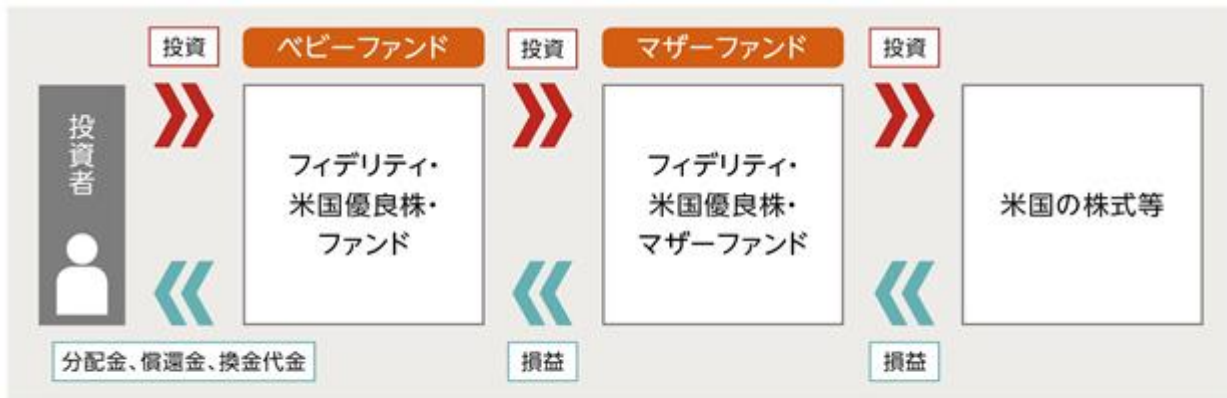 投資
ベビーファンド
投資
マザーファンド
投資
投資者
フィデリティ・
米国優良株・
ファンド
フィデリティ・
米国優良株・
マザーファンド
米国の株式等
分配金、償還金、換金代金
損益
損益